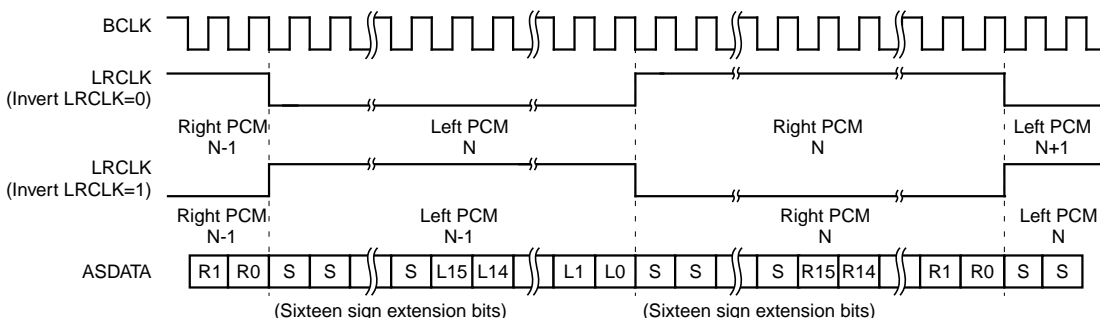 BCLK
LRCLK
(Invert LRCLK=0)
Right PCM
N-1
Left PCM
N
Right PCM
N
Left PCM
N+1
LRCLK
(Invert LRCLK=1)
Right PCM
N-1
Left PCM
N-1
Right PCM
N
Left PCM
N
ASDATA R1 R0 S S S L15 L14 L1 L0 S S S R15 R14 R1 R0 S S
(Sixteen sign extension bits) (Sixteen sign extension bits)